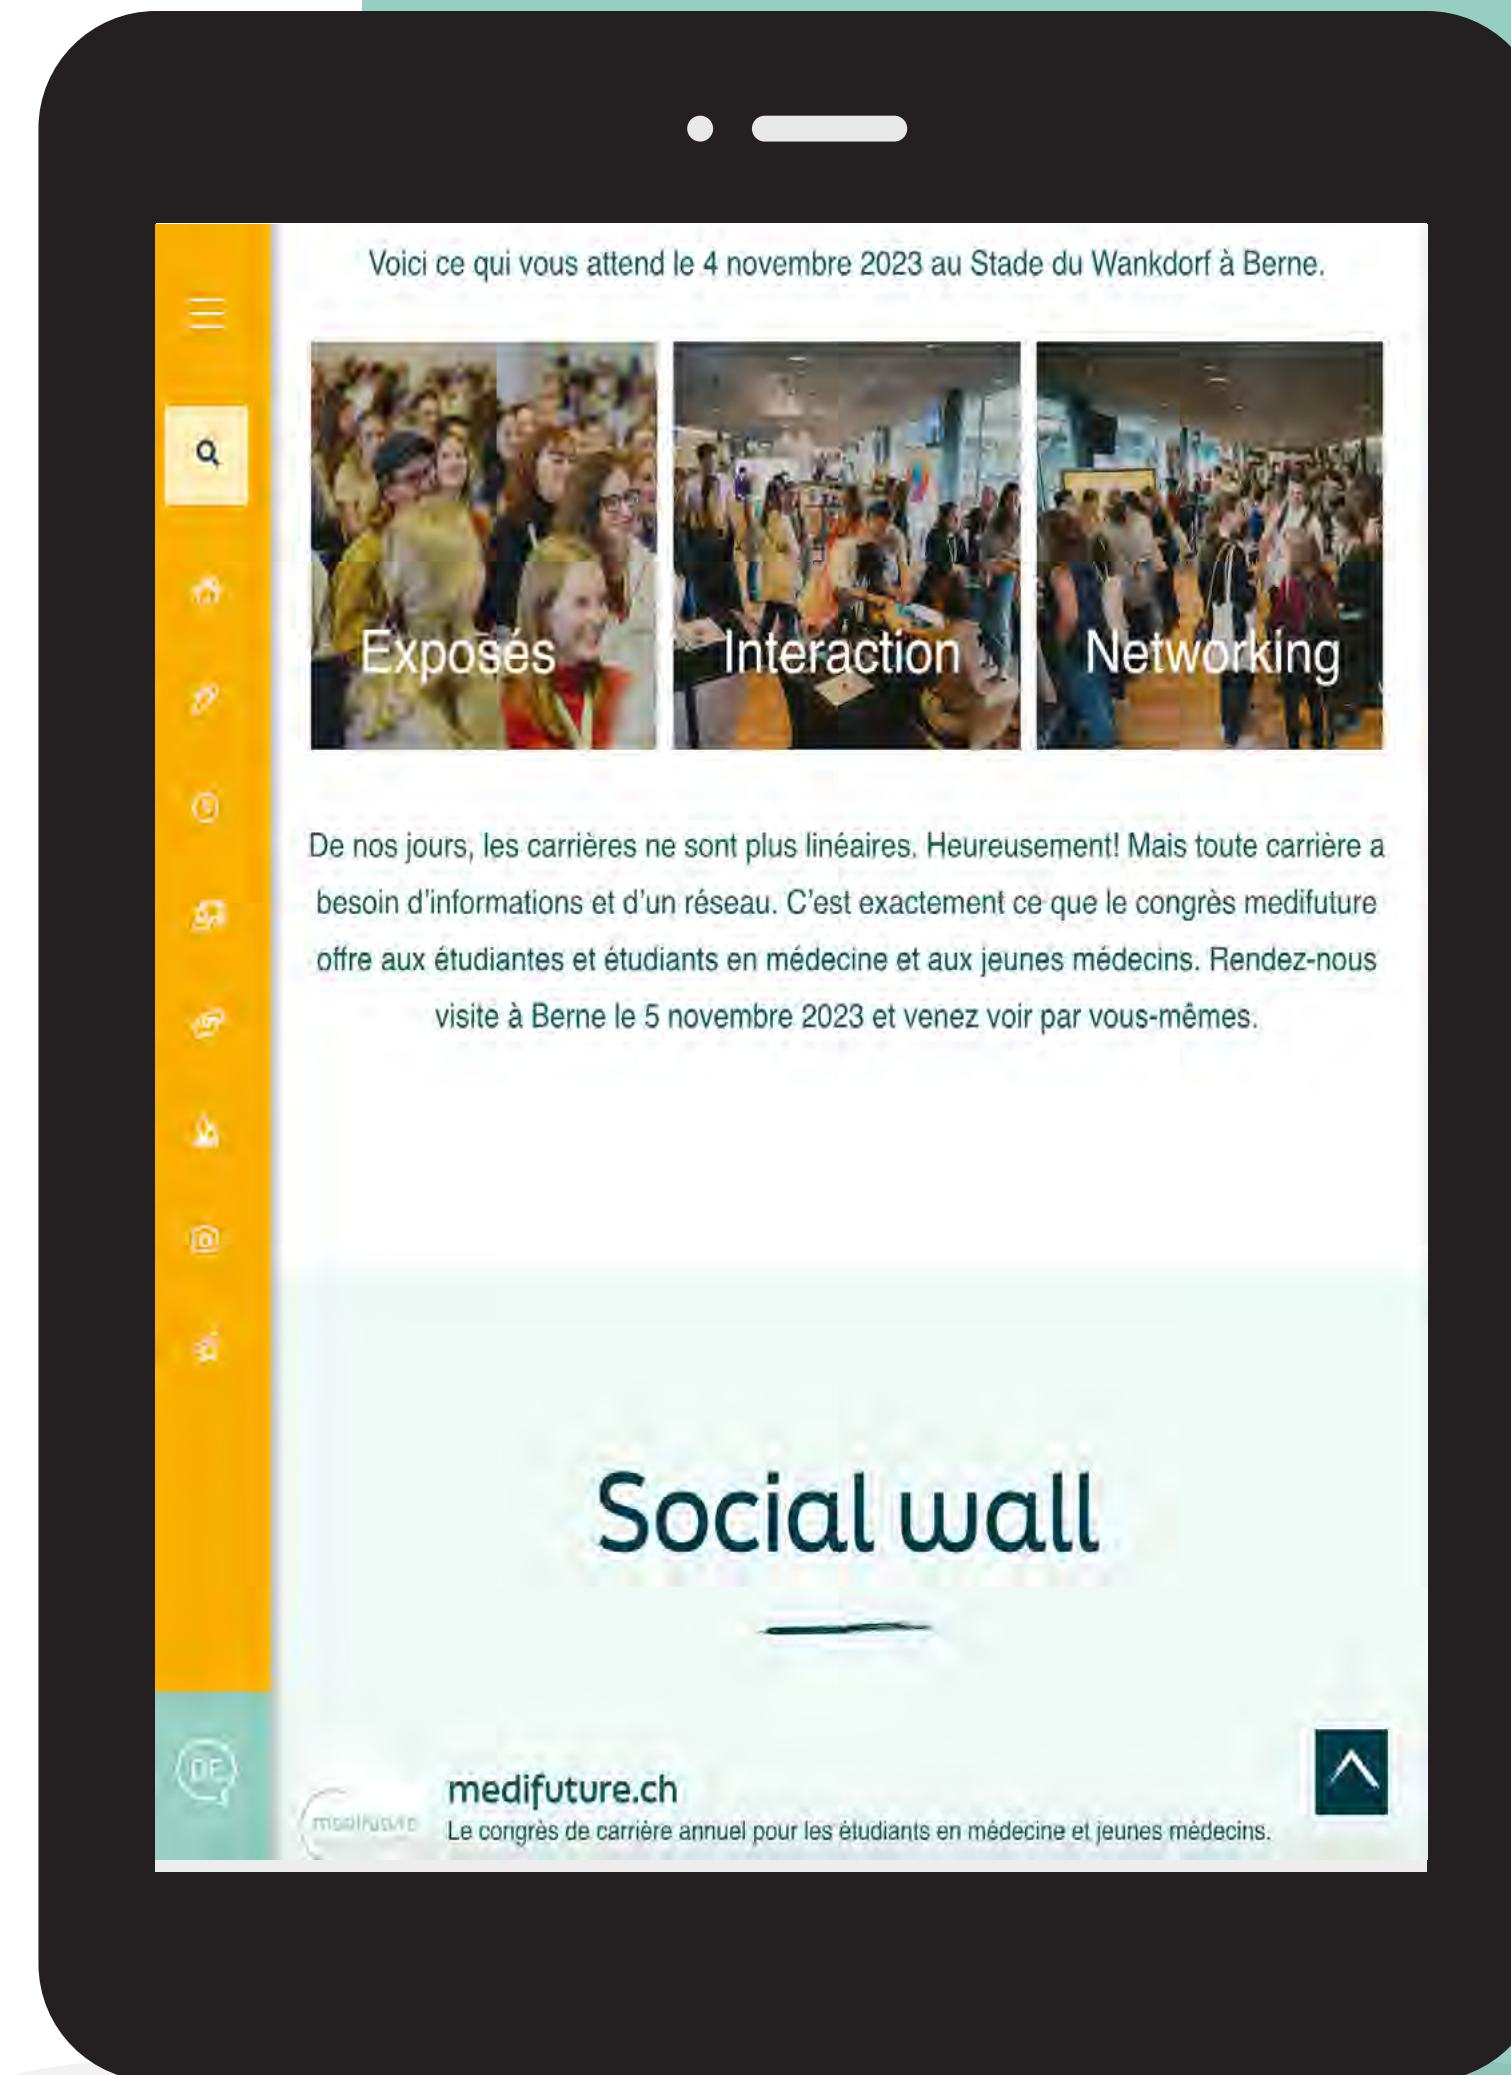 Voici ce qui vous attend le 4 novembre 2023 au Stade du Wankdorf à Berne.
Exposés
Interaction
Networking
De nos jours, les carrières ne sont plus linéaires. Heureusement! Mais toute carrière a
besoin d'informations et d'un réseau. C'est exactement ce que le congrès medifuture
offre aux étudiantes et étudiants en médecine et aux jeunes médecins. Rendez-nous
visite à Berne le 5 novembre 2023 et venez voir par vous-mêmes.
Social wall
DE
medifuture
medifuture.ch
Le congrès de carrière annuel pour les étudiants en médecine et jeunes médecins.